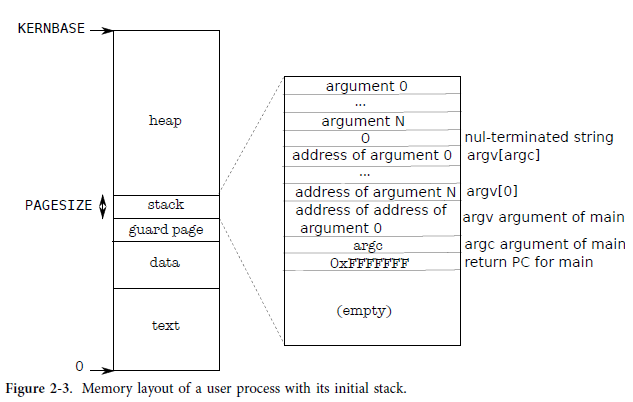 KERNBASE
heap
PAGESIZE
stack
guard page
data
text
0
argument 0
...
argument N
0
nul-terminated string
address of argument 0
argv[argc]
...
address of argument N
argv[0]
address of address of
argument 0
argv argument of main
argc
argc argument of main
0xFFFFFFF
return PC for main
(empty)
Figure 2-3. Memory layout of a user process with its initial stack.